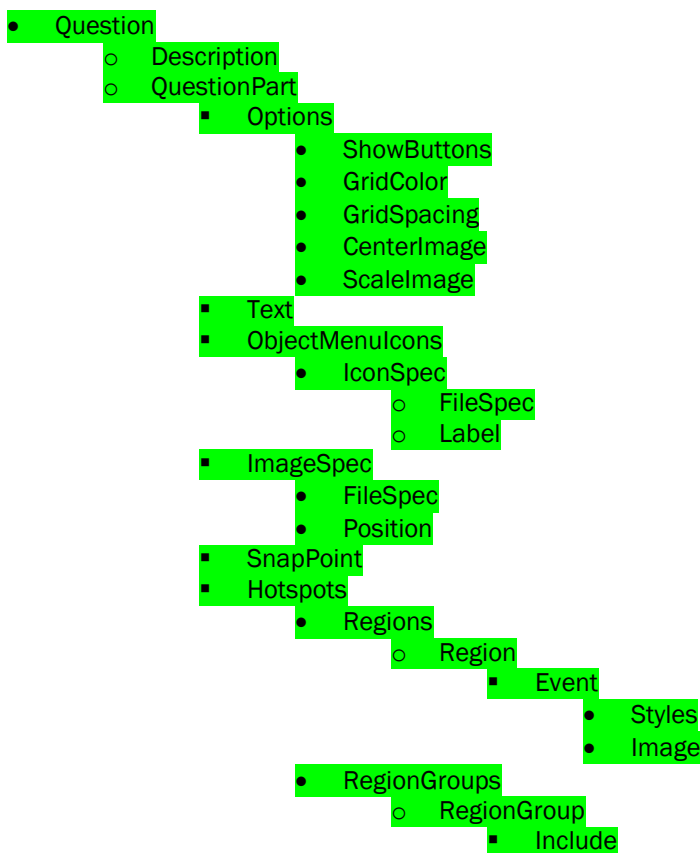 • Question
○ Description
○ QuestionPart
▪ Options
• ShowButtons
• GridColor
• GridSpacing
• CenterImage
• ScaleImage
▪ Text
▪ ObjectMenuIcons
• IconSpec
○ FileSpec
○ Label
▪ ImageSpec
• FileSpec
• Position
▪ SnapPoint
▪ Hotspots
• Regions
○ Region
▪ Event
• Styles
• Image
• RegionGroups
○ RegionGroup
▪ Include